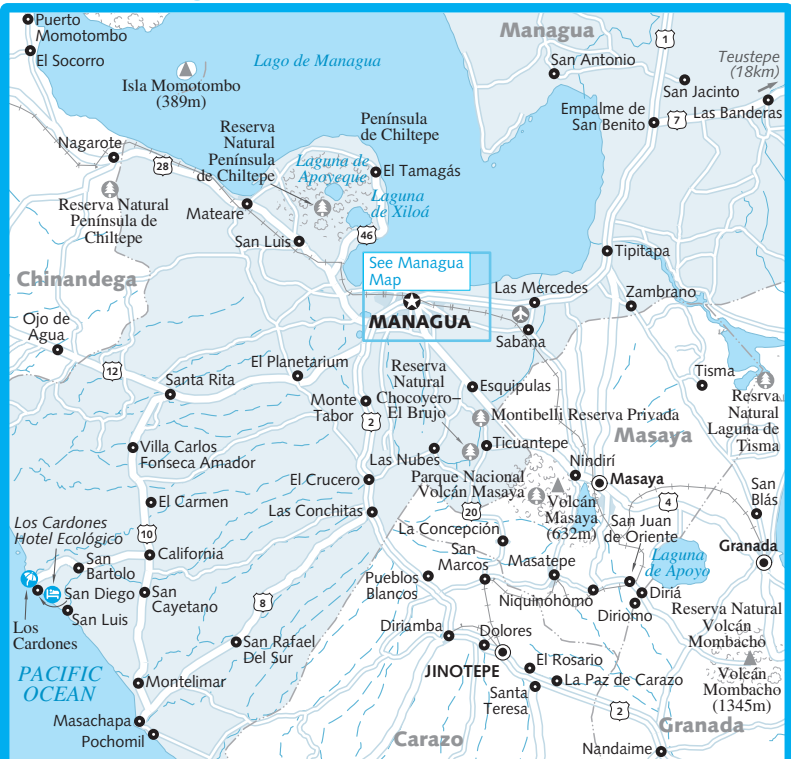 Puerto
Momotombo
El Socorro
Isla Momotombo
(389m)
Lago de Managua
Managua
1
San Antonio
Teustepe
(18km)
San Jacinto
Empalme de
San Benito
7
Las Banderas
Nagarote
28
Reserva
Natural
Península
de Chiltepe
Península
de Chiltepe
Laguna de
Apoyeque
El Tamagás
Laguna
de Xiloá
Reserva Natural
Península de
Chiltepe
Mateare
San Luis
46
See Managua
Map
Tipitapa
Chinandega
Las Mercedes
Zambrano
MANAGUA
Sabana
Ojo de
Agua
12
El Planetarium
Santa Rita
Monte
Tabor
2
Reserva
Natural
Chocoyero–
El Brujo
Esquipulas
Tisma
Resrva
Natural
Laguna de
Tisma
Montibelli Reserva Privada
Masaya
Villa Carlos
Fonseca Amador
Las Nubes
Ticuantepe
Nindirí
Masaya
El Crucero
Parque Nacional
Volcán Masaya
Volcán
Masaya
(632m)
San
Blás
El Carmen
Las Conchitas
20
4
La Concepción
San Juan
de Oriente
Los Cardones
Hotel Ecológico
10
California
San
Bartolo
San
Marcos
Masatepe
Laguna
de Apoyo
Granada
San Diego
San
Cayetano
Pueblos
Blancos
Niquinohomo
Diriá
Diriomo
San Luis
8
Los
Cardones
Reserva Natural
Volcán
Mombacho
Diriamba
Dolores
San Rafael
Del Sur
JINOTEPE
El Rosario
La Paz de Carazo
Volcán
Mombacho
(1345m)
PACIFIC
OCEAN
Montelimar
Santa
Teresa
2
Masachapa
Pochomil
Carazo
Granada
Nandaime